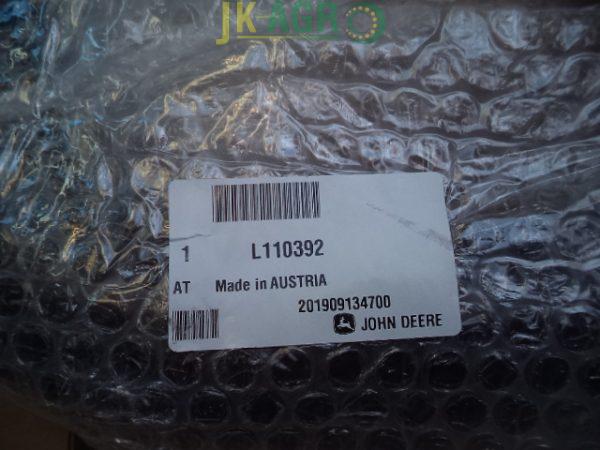 JK-AGRO
1 L110392
AT Made in AUSTRIA
201909134700
JOHN DEERE